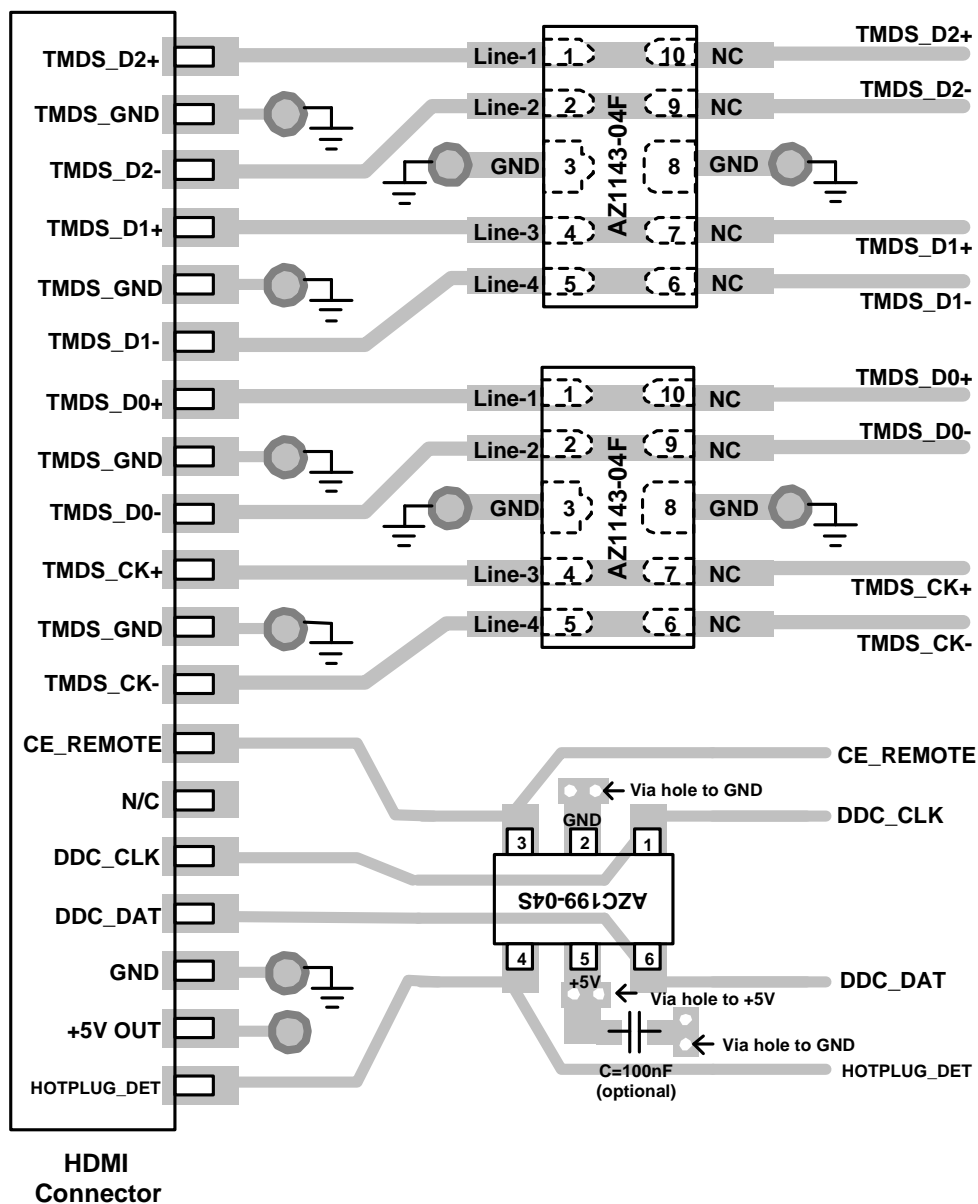 TMDS_D2+
TMDS_GND
TMDS_D2-
TMDS_D1+
TMDS_GND
TMDS_D1-
TMDS_D0+
TMDS_GND
TMDS_D0-
TMDS_CK+
TMDS_GND
TMDS_CK-
CE_REMOTE
N/C
DDC_CLK
DDC_DAT
GND
+5V OUT
HOTPLUG_DET
HDMI
Connector
Line-1 1 10 NC
Line-2 2 9 NC
GND 3 8 GND
Line-3 4 7 NC
Line-4 5 6 NC
AZ1143-04F
TMDS_D2+
TMDS_D2-
TMDS_D1+
TMDS_D1-
Line-1 1 10 NC
Line-2 2 9 NC
GND 3 8 GND
Line-3 4 7 NC
Line-4 5 6 NC
AZ1143-04F
TMDS_D0+
TMDS_D0-
TMDS_CK+
TMDS_CK-
CE_REMOTE
Via hole to GND
DDC_CLK
GND
3 2 1
AZC199-04S
4 5 6
+5V
DDC_DAT
Via hole to +5V
Via hole to GND
C=100nF
(optional)
HOTPLUG_DET